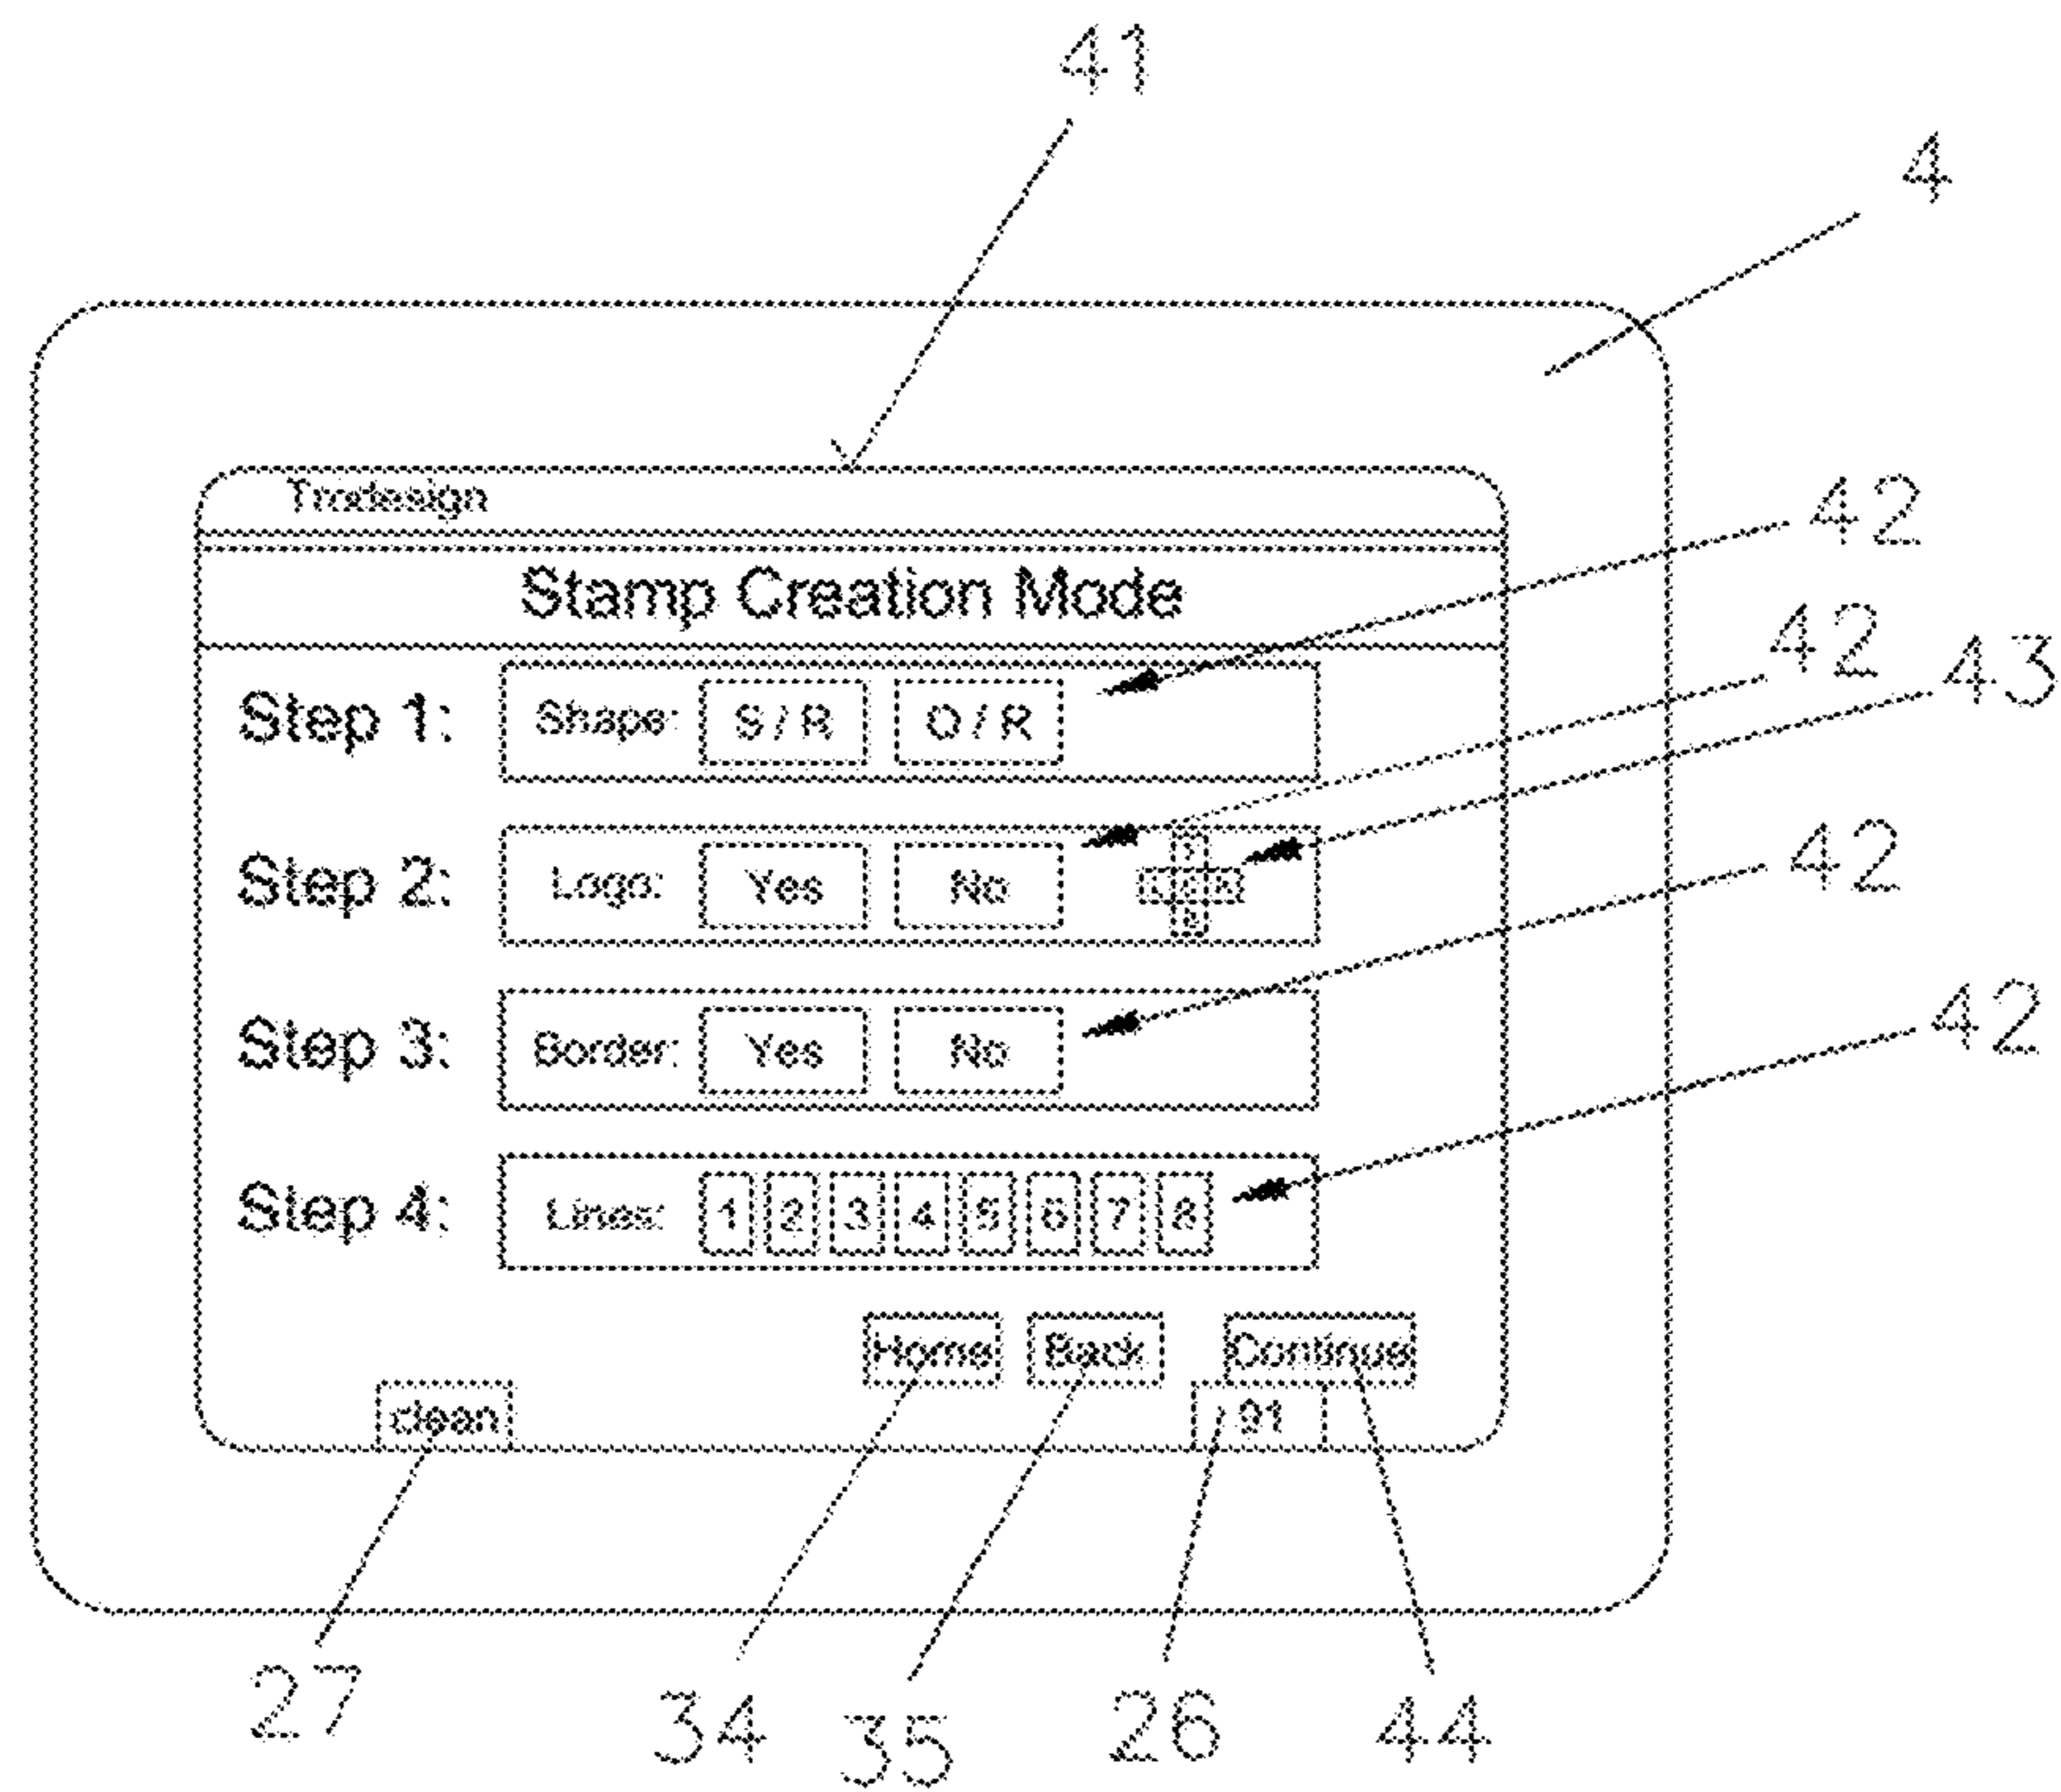 41
4
Stamp Creation Mode
42
42
43
Step 1: Shape: S / R O / R
Step 2: Logo: Yes No
42
Step 3: Border: Yes No
42
Step 4: Lines: 1 2 3 4 5 6 7 8
Home Back Continue
clean 91
27 34 35 26 44